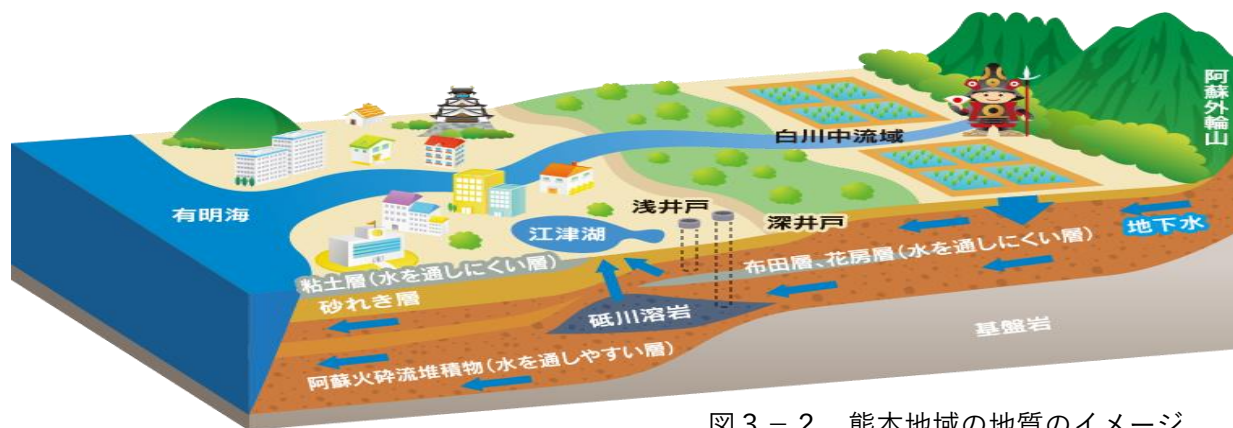 阿蘇外輪山
白川中流域
有明海
浅井戸
深井戸
江津湖
地下水
布田層、花房層(水を通しにくい層)
粘土層(水を通しにくい層)
砂れき層
砥川溶岩
基盤岩
阿蘇火砕流堆積物(水を通しやすい層)
図3-2 熊本地域の地質のイメージ